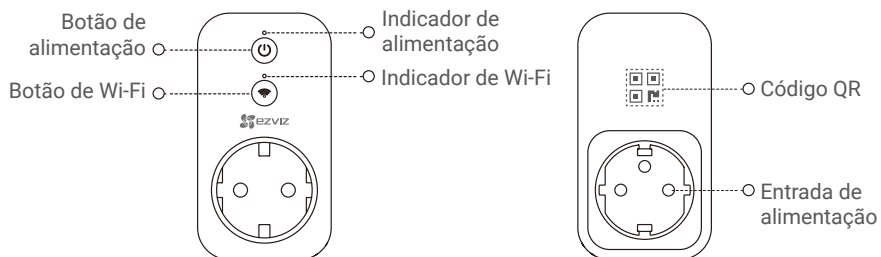 Botão de
alimentação
Botão de Wi-Fi
Indicador de
alimentação
Indicador de Wi-Fi
ezviz
Código QR
Entrada de
alimentação